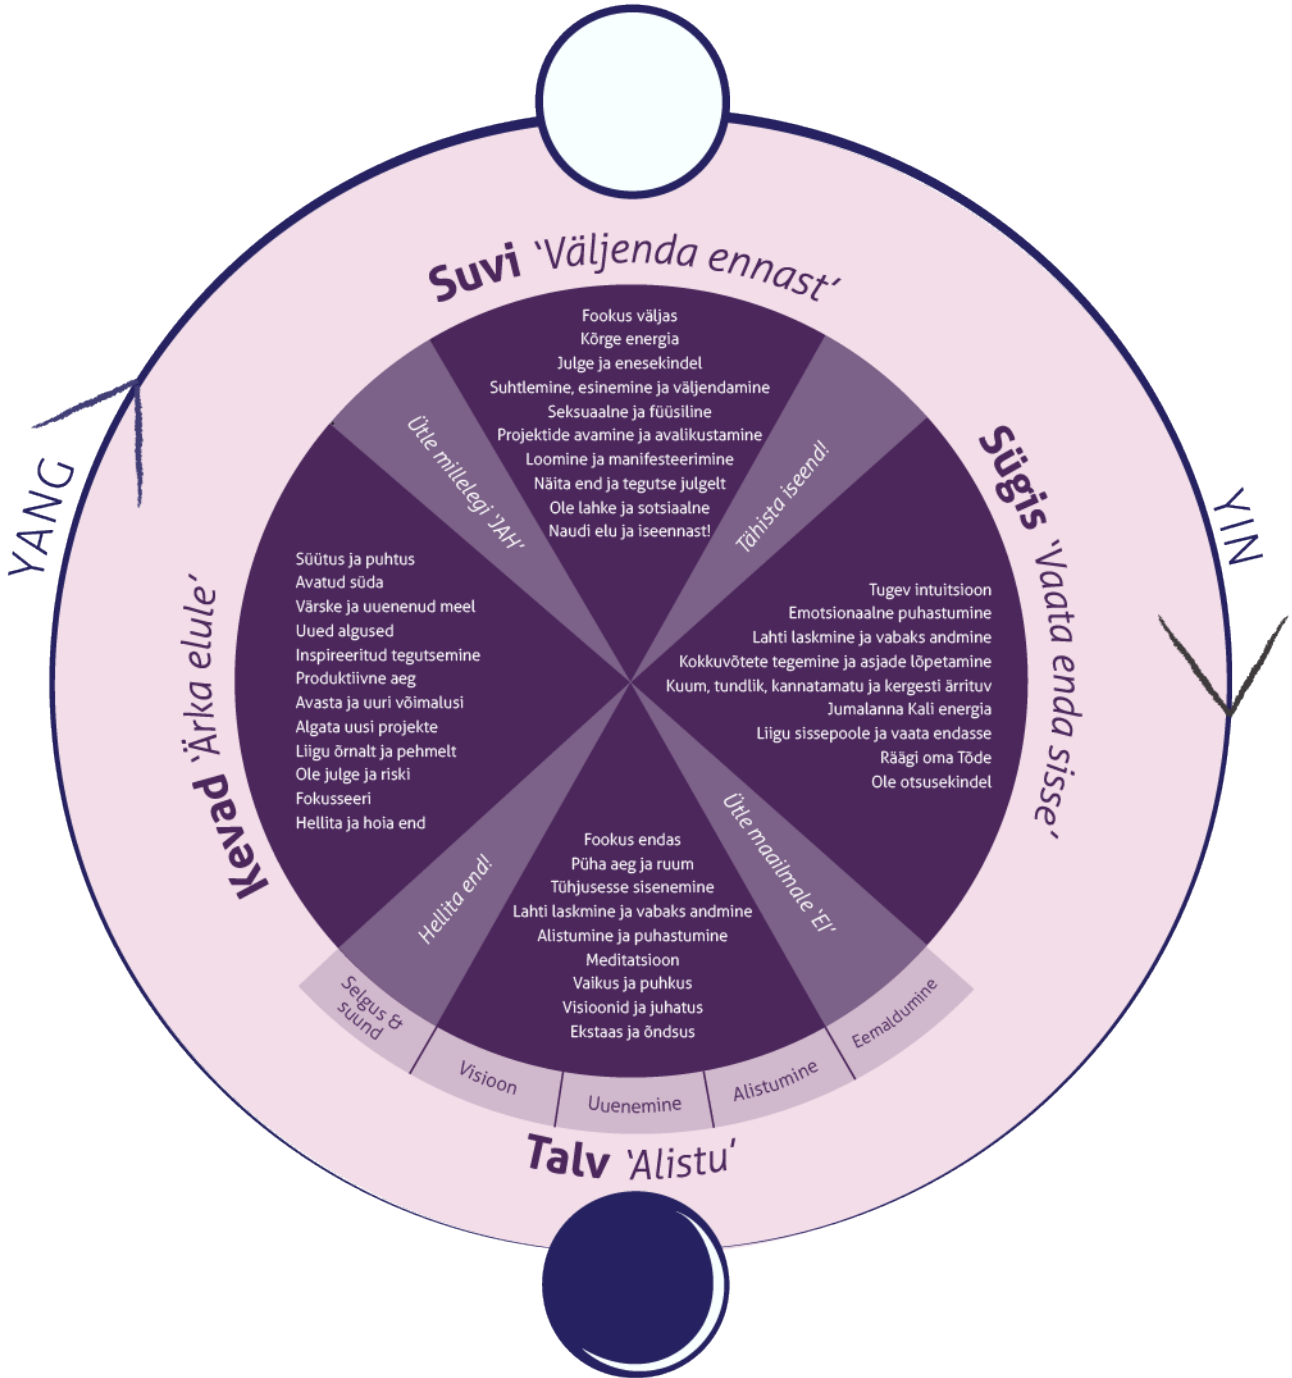 Suvi ‘Väljenda ennast’
Fookus väljas
Kõrge energia
Julge ja enesekindel
Suhtlemine, esinemine ja väljendamine
Seksuaalne ja füüsiline
Projektide avamine ja avalikustamine
Loomine ja manifesteerimine
Näita end ja tegutse julgelt
Ole lahke ja sotsiaalne
Naudi elu ja iseennast!
Ütle millelegi ‘JAH’
Tähista iseend!
YANG
YIN
Sügis ‘Vaata enda sisse’
Tugev intuitsioon
Emotsionaalne puhastumine
Lahti laskmine ja vabaks andmine
Kokkuvõtete tegemine ja asjade lõpetamine
Kuum, tundlik, kannatamatu ja kergesti ärrituv
Jumalanna Kali energia
Liigu sissepoole ja vaata endasse
Räägi oma Tõde
Ole otsusekindel
Kevad ‘Ärka elule’
Süütus ja puhtus
Avatud süda
Värske ja uuenenud meel
Uued algused
Inspireeritud tegutsemine
Produktiivne aeg
Avasta ja uuri võimalusi
Algata uusi projekte
Liigu õrnalt ja pehmelt
Ole julge ja riski
Fokusseeri
Hellita ja hoia end
Hellita end!
Ütle maailmale ‘EI’
Fookus endas
Püha aeg ja ruum
Tühjusesse sisenemine
Lahti laskmine ja vabaks andmine
Alistumine ja puhastumine
Meditatsioon
Vaikus ja puhkus
Visioonid ja juhatus
Ekstaas ja õndsus
Selgus &
suund
Visioon
Uuenemine
Alistumine
Eemaldumine
Talv ‘Alistu’